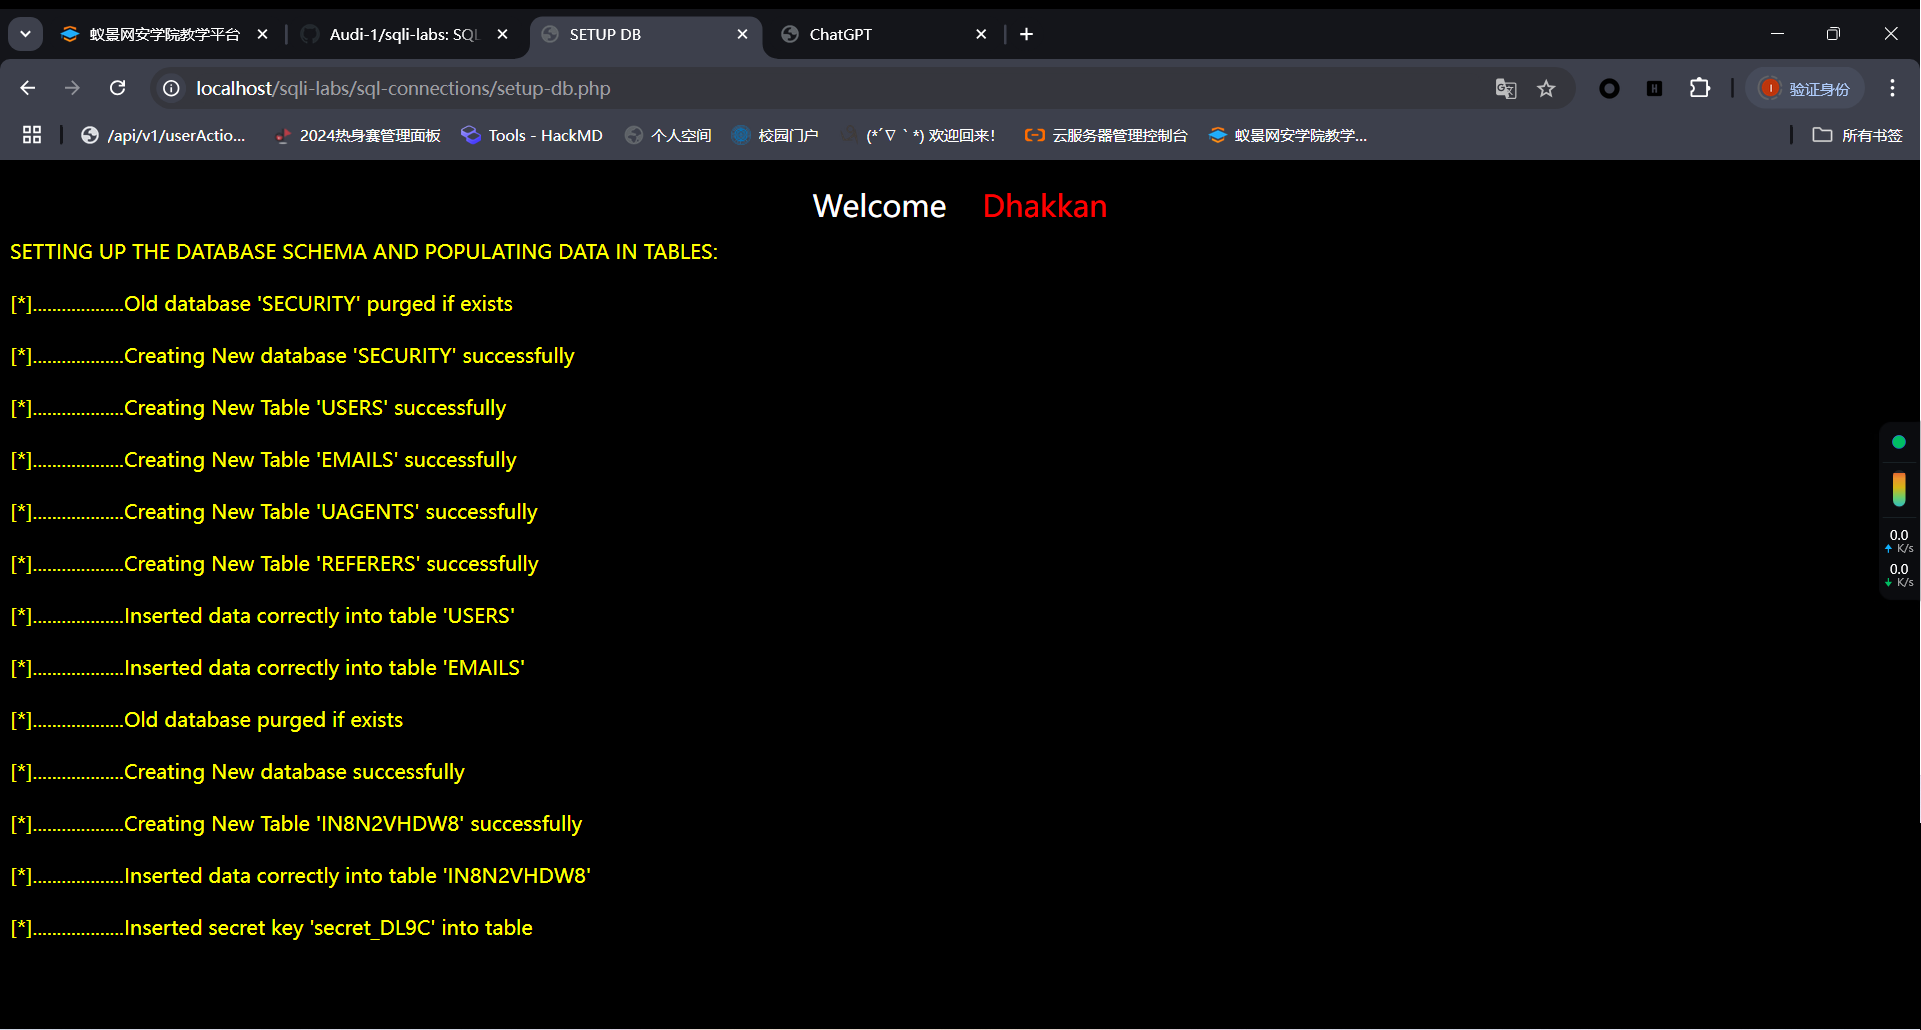 蚁景网安学院教学平台
Audi-1/sqli-labs: SQL
SETUP DB
ChatGPT
localhost/sqli-labs/sql-connections/setup-db.php
验证身份
/api/v1/userActio...
2024热身赛管理面板
Tools - HackMD
个人空间
校园门户
(*´∇｀*) 欢迎回来!
云服务器管理控制台
蚁景网安学院教学...
所有书签
Welcome Dhakkan
SETTING UP THE DATABASE SCHEMA AND POPULATING DATA IN TABLES:
[*]...................Old database 'SECURITY' purged if exists
[*]...................Creating New database 'SECURITY' successfully
[*]...................Creating New Table 'USERS' successfully
[*]...................Creating New Table 'EMAILS' successfully
[*]...................Creating New Table 'UAGENTS' successfully
[*]...................Creating New Table 'REFERERS' successfully
[*]...................Inserted data correctly into table 'USERS'
[*]...................Inserted data correctly into table 'EMAILS'
[*]...................Old database purged if exists
[*]...................Creating New database successfully
[*]...................Creating New Table 'IN8N2VHDW8' successfully
[*]...................Inserted data correctly into table 'IN8N2VHDW8'
[*]...................Inserted secret key 'secret_DL9C' into table
0.0
K/s
0.0
K/s